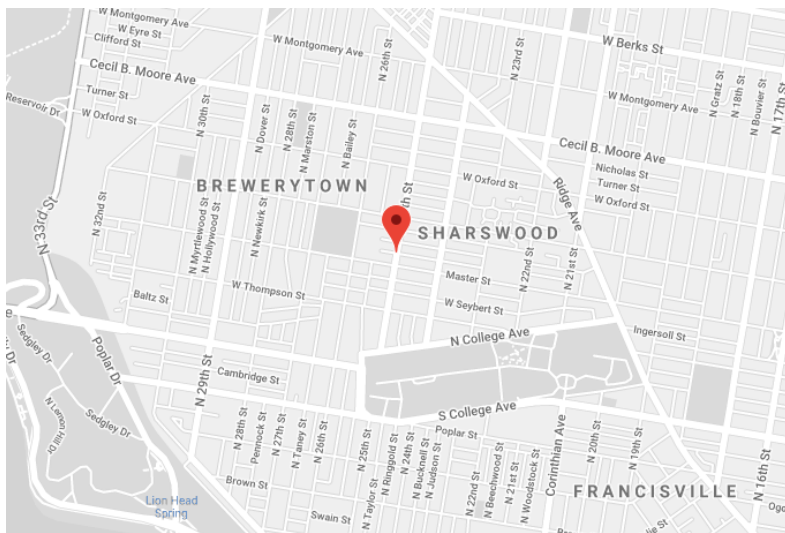 W Montgomery Ave
W Eyre St
Clifford St
Cecil B. Moore Ave
Turner St
Reservoir Dr
W Oxford St
N 30th St
N Dover St
N 28th St
N Marston St
N Bailey St
W Montgomery Ave
N 26th St
N 23rd St
W Berks St
W Montgomery Ave
N Gratz St
N 18th St
N Bouvier St
N 17th St
Cecil B. Moore Ave
Nicholas St
Turner St
W Oxford St
W Oxford St
Ridge Ave
BREWERYTOWN
th St
SHARSWOOD
N 33rd St
N 32nd St
N Myrtlewood St
N Hollywood St
N Newkirk St
W Thompson St
Baltz St
Master St
W Seybert St
N 22nd St
N 21st St
N College Ave
Ingersoll St
Sedgley Dr
Poplar Dr
N 29th St
Cambridge St
S College Ave
N Lemon Hill Dr
Sedgley Dr
N 28th St
Pennock St
N 27th St
N Taney St
N 26th St
N 25th St
N Taylor St
N Ringgold St
N 24th St
N Bucknell St
N Judson St
Poplar St
N 22nd St
N Beechwood St
N 21st St
N Woodstock St
Corinthian Ave
N 20th St
N 19th St
N 16th St
Brown St
Swain St
Lion Head
Spring
FRANCISVILLE